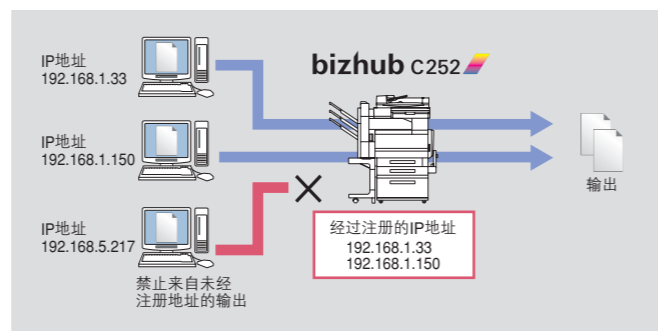 bizhub C252
IP地址
192.168.1.33
IP地址
192.168.1.150
输出
IP地址
192.168.5.217
经过注册的IP地址
192.168.1.33
192.168.1.150
禁止来自未经
注册地址的输出